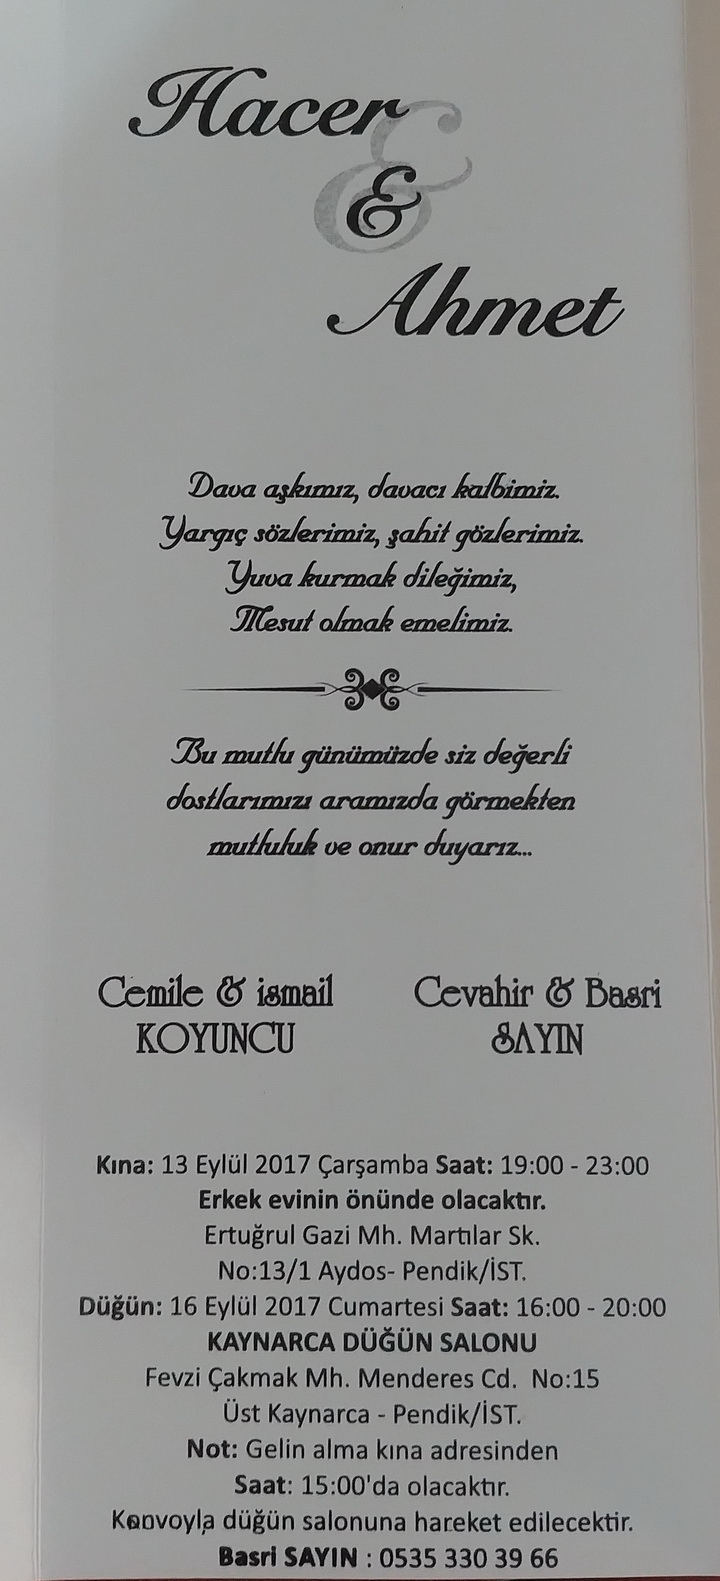 Hacer
&
Ahmet
Dava aşkımız, davacı kalbimiz.
Yargıç sözlerimiz, şahit gözlerimiz.
Yuva kurmak dileğimiz,
Mesut olmak emelimiz.
Bu mutlu günümüzde siz değerli
dostlarımızı aramızda görmekten
mutluluk ve onur duyarız...
Cemile & ismail
KOYUNCU
Cevahir & Basri
SAYIN
Kına: 13 Eylül 2017 Çarşamba Saat: 19:00 - 23:00
Erkek evinin önünde olacaktır.
Ertuğrul Gazi Mh. Martılar Sk.
No:13/1 Aydos- Pendik/İST.
Düğün: 16 Eylül 2017 Cumartesi Saat: 16:00 - 20:00
KAYNARCA DÜĞÜN SALONU
Fevzi Çakmak Mh. Menderes Cd. No:15
Üst Kaynarca - Pendik/İST.
Not: Gelin alma kına adresinden
Saat: 15:00'da olacaktır.
Konvoyla düğün salonuna hareket edilecektir.
Basri SAYIN : 0535 330 39 66